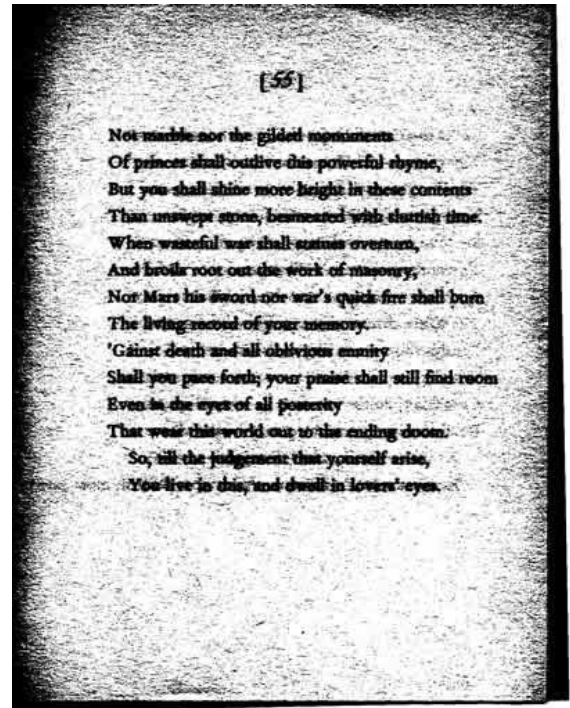 [55]
Not marble nor the gilded monuments
Of princes shall outlive this powerful rhyme,
But you shall shine more bright in these contents
Than unswept stone, besmeared with sluttish time.
When wasteful war shall statues overturn,
And broils root out the work of masonry,
Nor Mars his sword nor war's quick fire shall burn
The living record of your memory.
'Gainst death and all oblivious enmity
Shall you pace forth; your praise shall still find room
Even in the eyes of all posterity
That wear this world out to the ending doom.
So, till the judgement that yourself arise,
You live in this, and dwell in lovers' eyes.